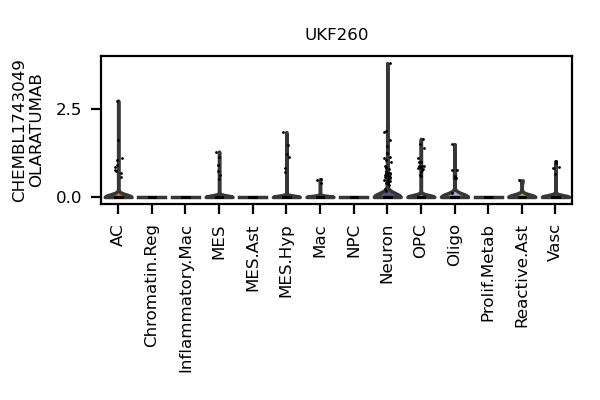 UKF260
CHEMBL1743049
OLARATUMAB
2.5
0.0
AC
Chromatin.Reg
Inflammatory.Mac
MES
MES.Ast
MES.Hyp
Mac
NPC
Neuron
OPC
Oligo
Prolif.Metab
Reactive.Ast
Vasc